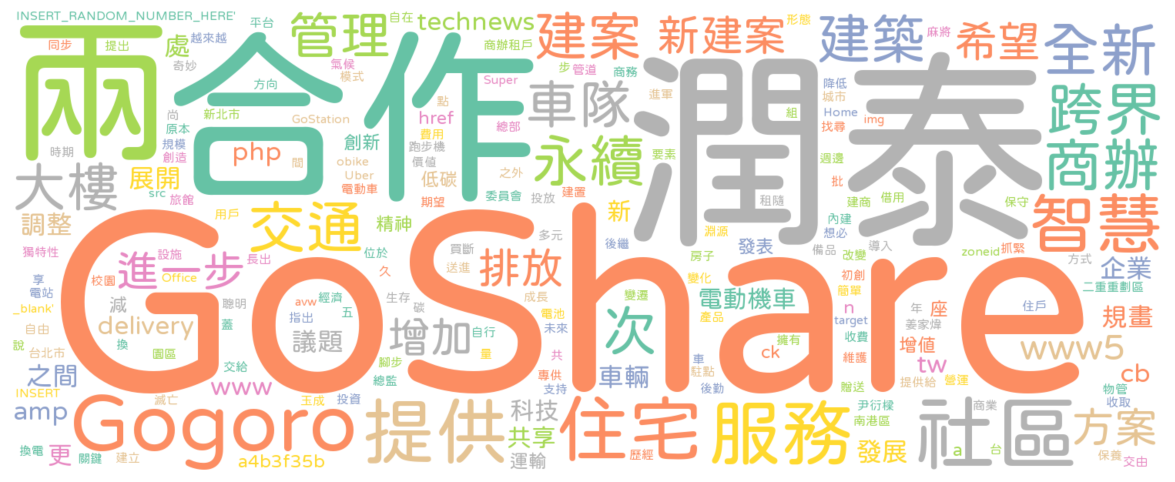 INSERT_RANDOM_NUMBER_HERE'
兩
合作
潤泰
GoShare
管理
平台
自在
technews
建案
新建案
形態
麻將
建築
希望
全新
同步
提出
處
越來越
奇妙
氣候
模式
商辦租戶
步
管道
商務
進軍
車隊
降低
城市
Home
找尋
img
跨界
商辦
方向
新北市
GoStation
創新
點
href
Super
總部
組
尚
原本
規模
創造
php
間
費用
obike
Uber
電動車
跑步機
價值
低碳
之外
委員會
永續
要素
週邊
批
時期
大樓
展開
src
旅館
期望
投放
建置
租隨
建商
借用
保守
智慧
調整
用戶
交通
精神
新
淵源
內建
想必
獨特性
設施
長出
進一步
位於
久
買斷
多元
送進
排放
後繼
發表
房子
備品
改變
導入
zoneid
抓緊
方式
企業
享
電站
校園
Office
_blank'
減
聰明
avw
經濟
指出
五
生存
碳
成長
電池
未來
變遷
變化
電動機車
產品
初創
簡單
n
target
年
座
姜家煒
二重重劃區
住戶
規畫
自由
delivery
蓋
議題
增加
自行
次
擁有
收費
增值
www5
說
台北市
換
園區
交給
腳步
量
共
車
駐點
ck
維護
tw
cb
之間
www
總監
專供
支持
車輛
後勤
贈送
提供給
營運
物管
收取
INSERT
amp
減亡
玉成
投資
Gogoro
提供
科技
共享
運輸
住宅
歷經
服務
尹衍樑
南港區
發展
商業
社區
a
台
方案
保養
交由
換電
更
關鍵
建立
a4b3f35b